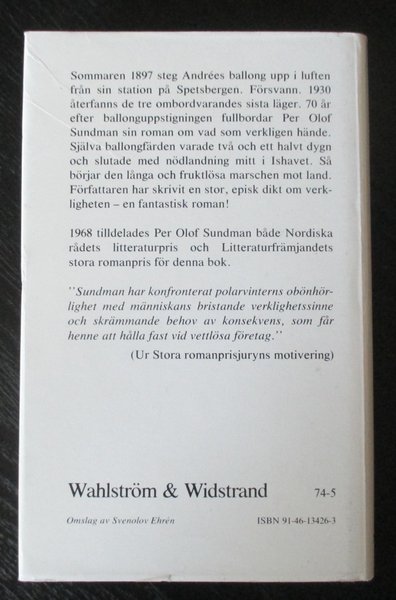 Sommaren 1897 steg Andrées ballong upp i luften
från sin station på Spetsbergen. Försvann. 1930
återfanns de tre ombordvarandes sista läger. 70 år
efter ballonguppstigningen fullbordar Per Olof
Sundman sin roman om vad som verkligen hände.
Själva ballongfärden varade två och ett halvt dygn
och slutade med nödlandning mitt i Ishavet. Så
börjar den långa och fruktlösa marschen mot land.
Författaren har skrivit en stor, episk dikt om verk-
ligheten – en fantastisk roman!
1968 tilldelades Per Olof Sundman både Nordiska
rådets litteraturpris och Litteraturfrämjandets
stora romanpris för denna bok.
"Sundman har konfronterat polarvinterns obönhör-
lighet med människans bristande verklighetssinne
och skrämmande behov av konsekvens, som får
henne att hålla fast vid vettlösa företag."
(Ur Stora romanprisjuryns motivering)
Wahlström & Widstrand 74-5
Omslag av Svenolov Ehrén ISBN 91-46-13426-3